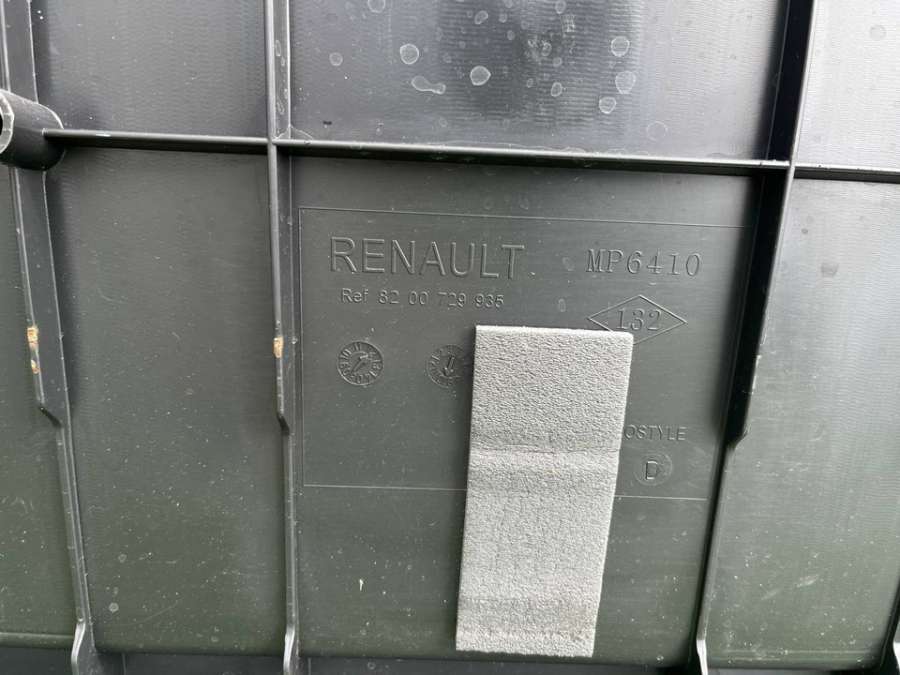 RENAULT
MP6410
Ref 82 00 729 935
132
OSTYLE
D